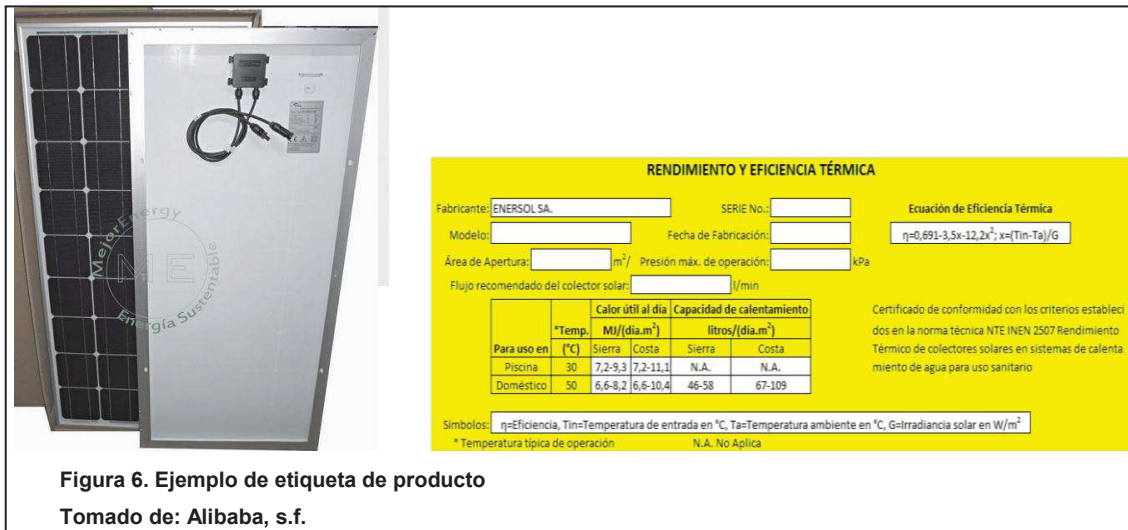 MejorEnergy
ME
Energía Sustentable
RENDIMIENTO Y EFICIENCIA TÉRMICA
Fabricante: ENERSOL SA. SERIE No.: Ecuación de Eficiencia Térmica
Modelo: Fecha de Fabricación: η=0,691-3,5x-12,2x²; x=(Tin-Ta)/G
Área de Apertura: m²/ Presión máx. de operación: kPa
Flujo recomendado del colector solar: l/min
Calor útil al día Capacidad de calentamiento
*Temp. MJ/(día.m²) litros/(día.m²)
Para uso en (°C) Sierra Costa Sierra Costa
Piscina 30 7,2-9,3 7,2-11,1 N.A. N.A.
Doméstico 50 6,6-8,2 6,6-10,4 46-58 67-109
Certificado de conformidad con los criterios estableci
dos en la norma técnica NTE INEN 2507 Rendimiento
Térmico de colectores solares en sistemas de calenta
miento de agua para uso sanitario
Símbolos: η=Eficiencia, Tin=Temperatura de entrada en °C, Ta=Temperatura ambiente en °C, G=Irradiancia solar en W/m²
* Temperatura típica de operación N.A. No Aplica
Figura 6. Ejemplo de etiqueta de producto
Tomado de: Alibaba, s.f.